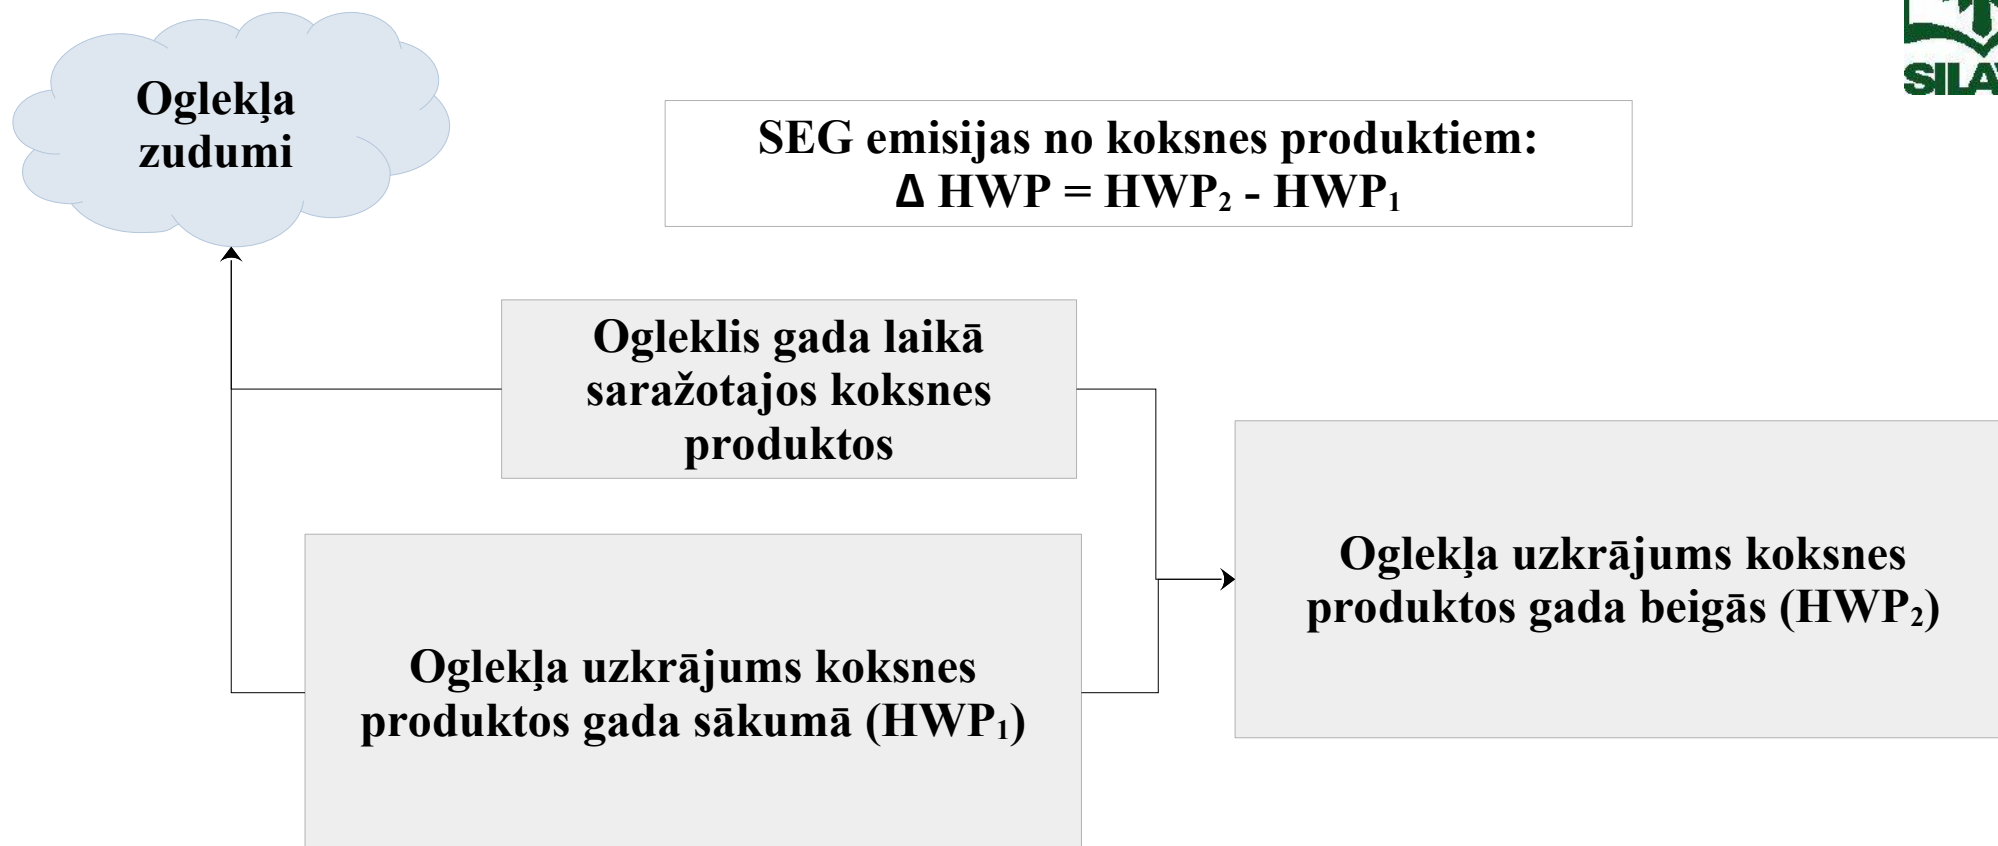 Oglekļa
zudumi
SEG emisijas no koksnes produktiem:
Δ HWP = HWP₂ - HWP₁
Ogleklis gada laikā
saražotajos koksnes
produktos
Oglekļa uzkrājums koksnes
produktos gada sākumā (HWP₁)
Oglekļa uzkrājums koksnes
produktos gada beigās (HWP₂)